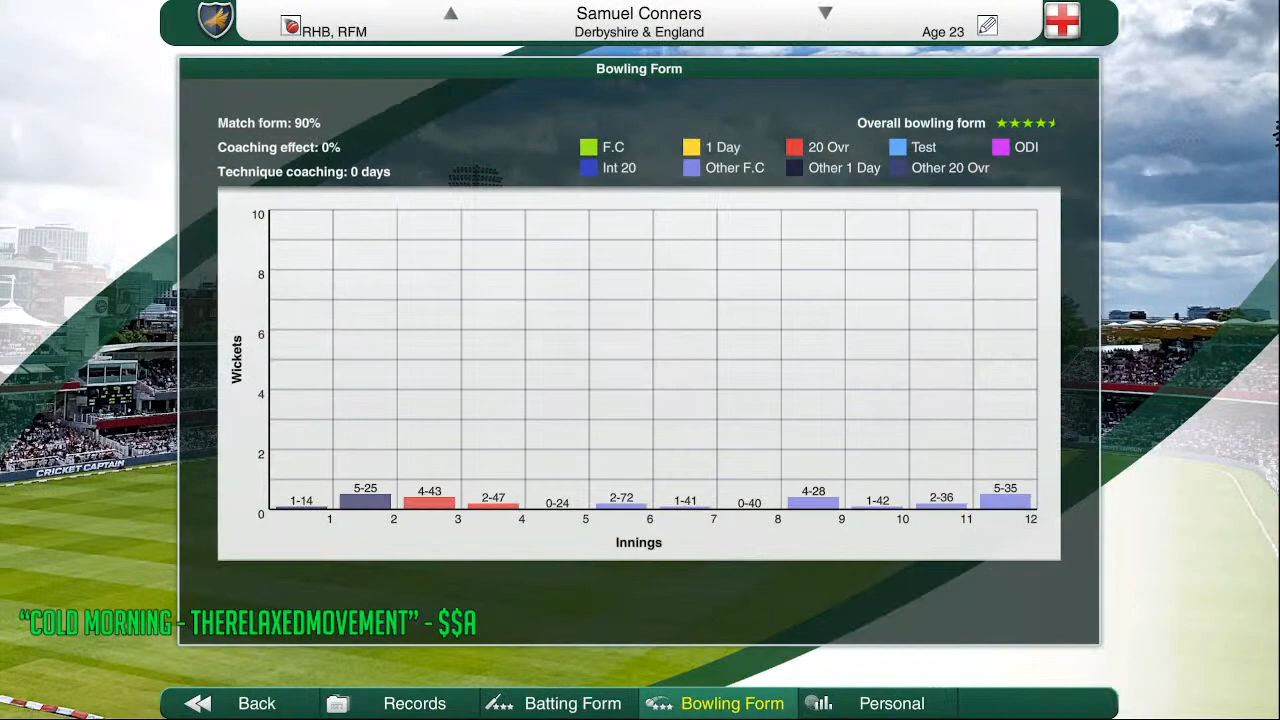 Samuel Conners
RHB, RFM
Derbyshire & England
Age 23
Bowling Form
Match form: 90%
Overall bowling form
Coaching effect: 0%
F.C
1 Day
20 Ovr
Test
ODI
Technique coaching: 0 days
Int 20
Other F.C
Other 1 Day
Other 20 Ovr
10
8
6
4
2
0
Wickets
1-14
5-25
4-43
2-47
0-24
2-72
1-41
0-40
4-28
1-42
2-36
5-35
1 2 3 4 5 6 7 8 9 10 11 12
Innings
CRICKET CAPTAIN
“COLD MORNING - THERELAXEDMOVEMENT” - $$A
Back
Records
Batting Form
Bowling Form
Personal